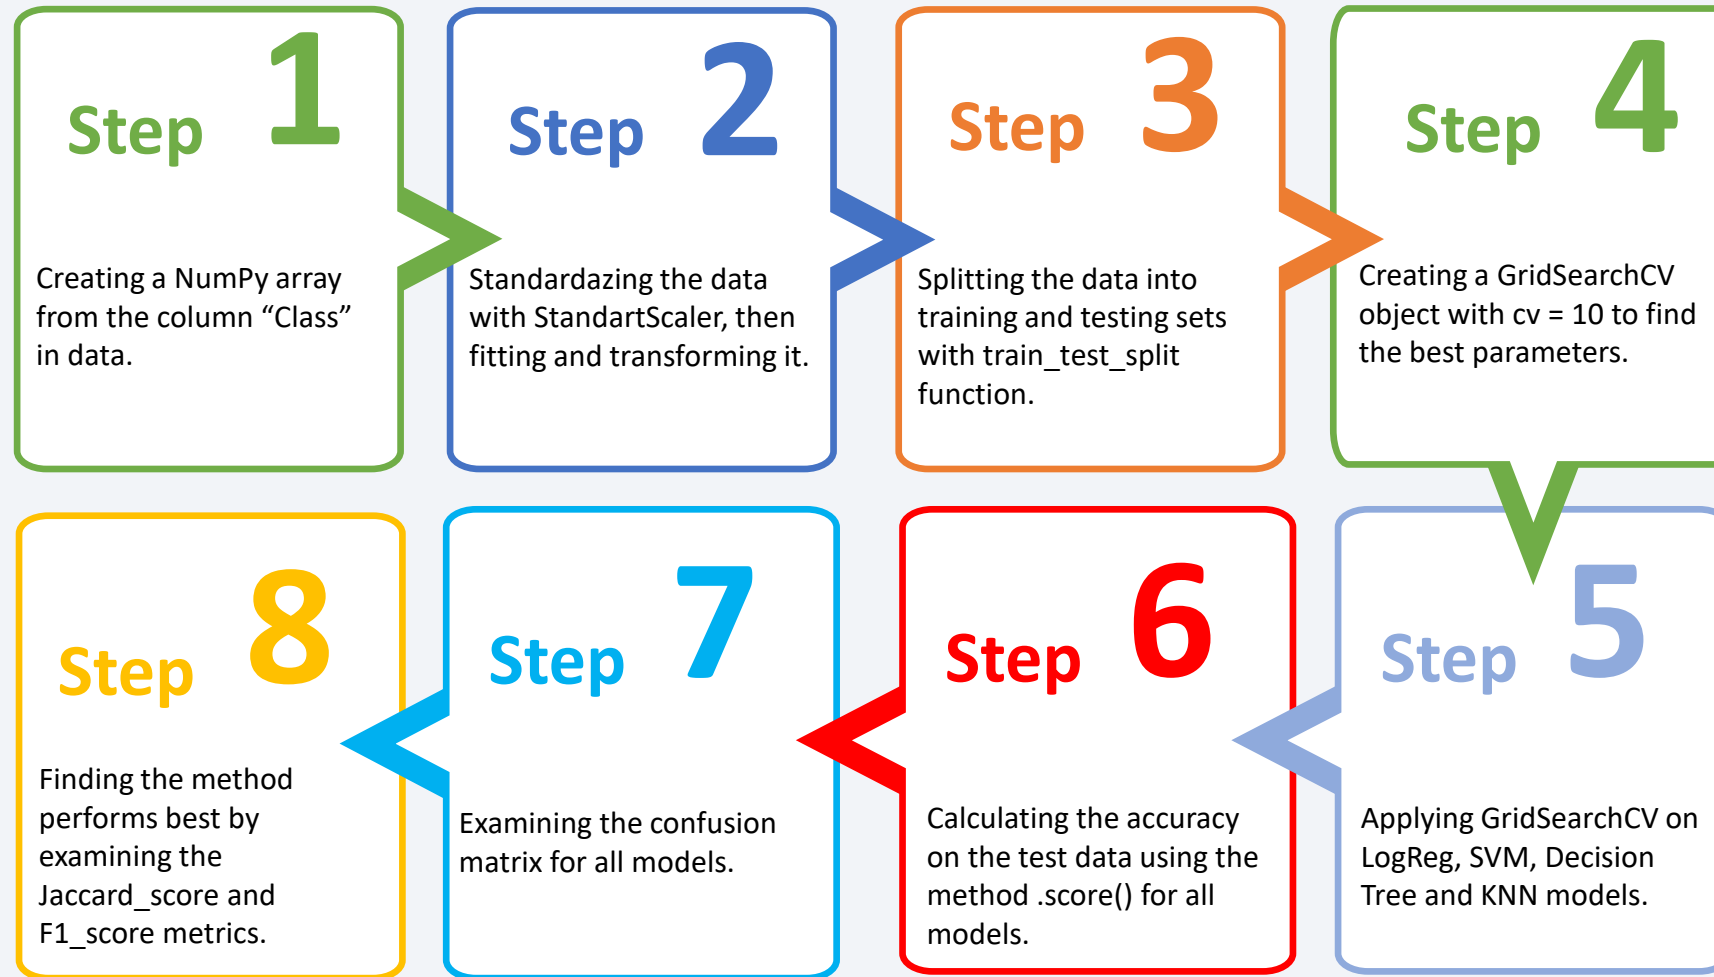 Step 1
Creating a NumPy array
from the column “Class”
in data.
Step 2
Standardazing the data
with StandartScaler, then
fitting and transforming it.
Step 3
Splitting the data into
training and testing sets
with train_test_split
function.
Step 4
Creating a GridSearchCV
object with cv = 10 to find
the best parameters.
Step 5
Applying GridSearchCV on
LogReg, SVM, Decision
Tree and KNN models.
Step 6
Calculating the accuracy
on the test data using the
method .score() for all
models.
Step 7
Examining the confusion
matrix for all models.
Step 8
Finding the method
performs best by
examining the
Jaccard_score and
F1_score metrics.